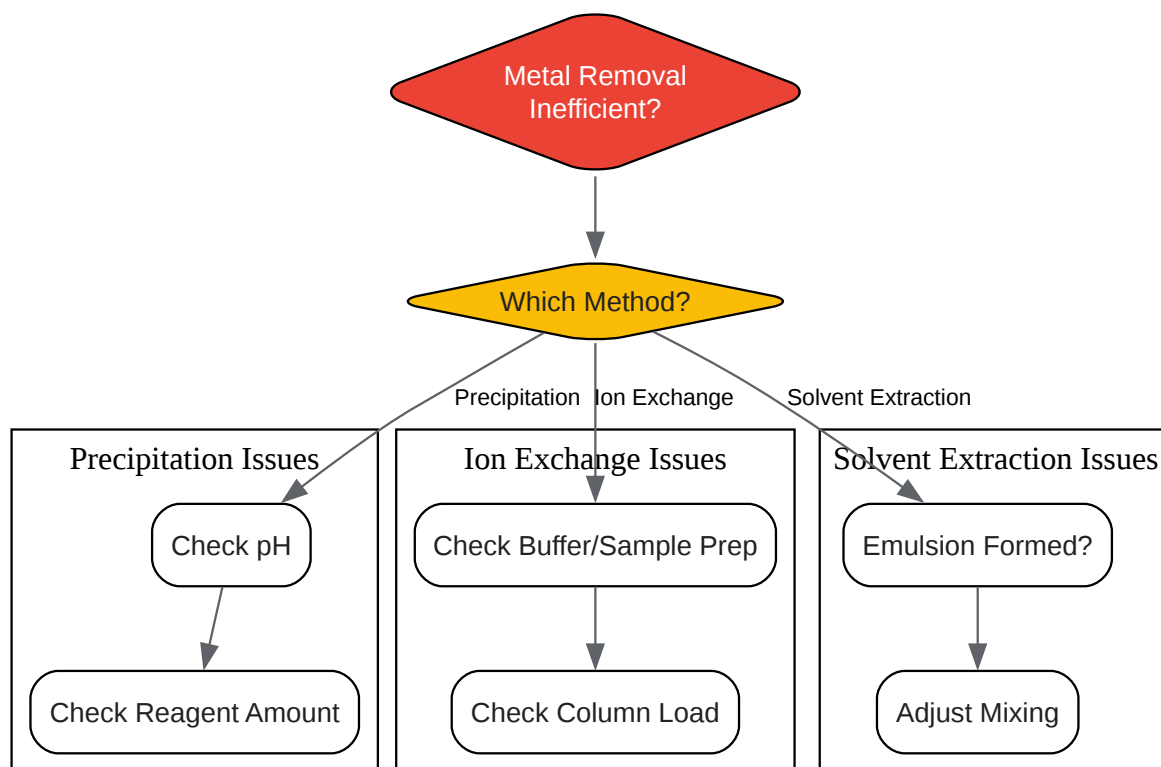 Metal Removal
Inefficient?
Which Method?
Precipitation
Ion Exchange
Solvent Extraction
Precipitation Issues
Ion Exchange Issues
Solvent Extraction Issues
Check pH
Check Buffer/Sample Prep
Emulsion Formed?
Check Reagent Amount
Check Column Load
Adjust Mixing